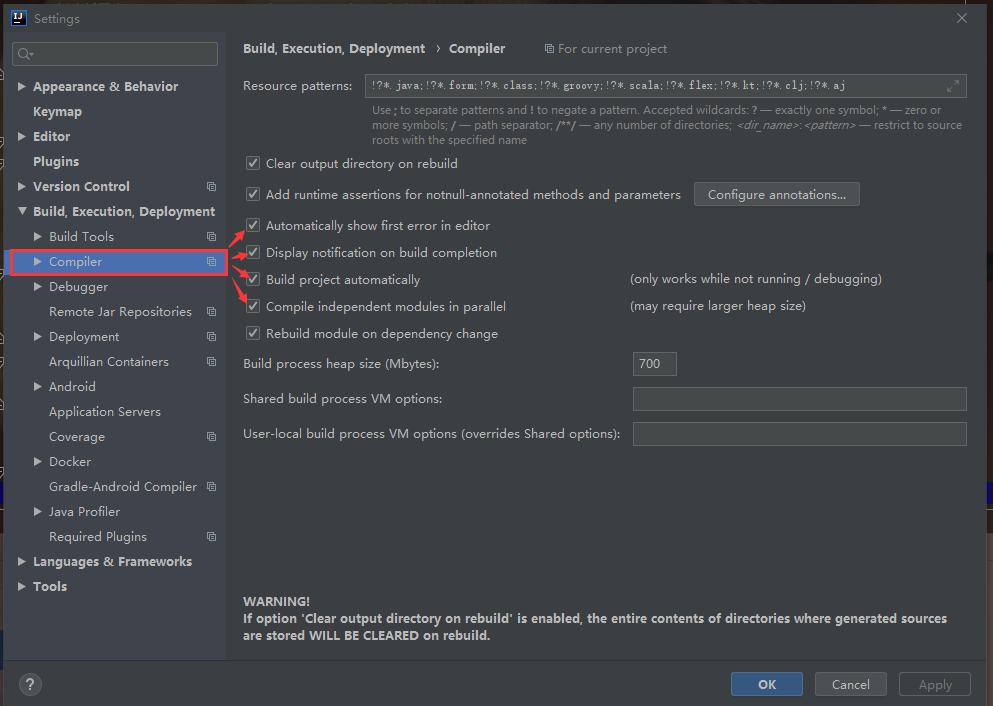 Settings
Appearance & Behavior
Keymap
Editor
Plugins
Version Control
Build, Execution, Deployment
Build Tools
Compiler
Debugger
Remote Jar Repositories
Deployment
Arquillian Containers
Android
Application Servers
Coverage
Docker
Gradle-Android Compiler
Java Profiler
Required Plugins
Languages & Frameworks
Tools
Build, Execution, Deployment › Compiler For current project
Resource patterns: !?*.java;!?*.form;!?*.class;!?*.groovy;!?*.scala;!?*.flex;!?*.kt;!?*.clj;!?*.aj
Use ; to separate patterns and ! to negate a pattern. Accepted wildcards: ? — exactly one symbol; * — zero or
more symbols; / — path separator; /**/ — any number of directories; <dir_name>:<pattern> — restrict to source
roots with the specified name
Clear output directory on rebuild
Add runtime assertions for notnull-annotated methods and parameters Configure annotations...
Automatically show first error in editor
Display notification on build completion
Build project automatically (only works while not running / debugging)
Compile independent modules in parallel (may require larger heap size)
Rebuild module on dependency change
Build process heap size (Mbytes): 700
Shared build process VM options:
User-local build process VM options (overrides Shared options):
WARNING!
If option 'Clear output directory on rebuild' is enabled, the entire contents of directories where generated sources
are stored WILL BE CLEARED on rebuild.
? OK Cancel Apply